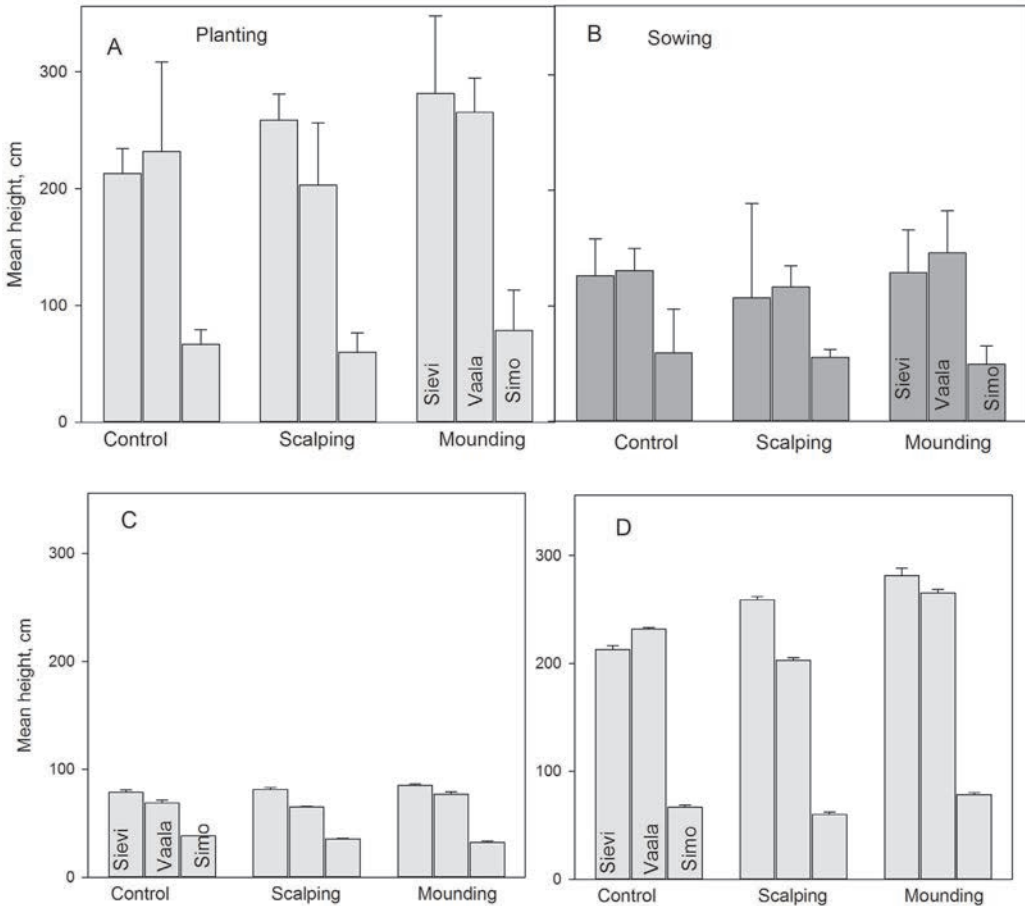 A Planting
B Sowing
Mean height, cm
300
200
100
0
Sievi
Vaala
Simo
Sievi
Vaala
Simo
Control Scalping Mounding
Control Scalping Mounding
C
D
Mean height, cm
300
200
100
0
300
200
100
0
Sievi
Vaala
Simo
Sievi
Vaala
Simo
Control Scalping Mounding
Control Scalping Mounding